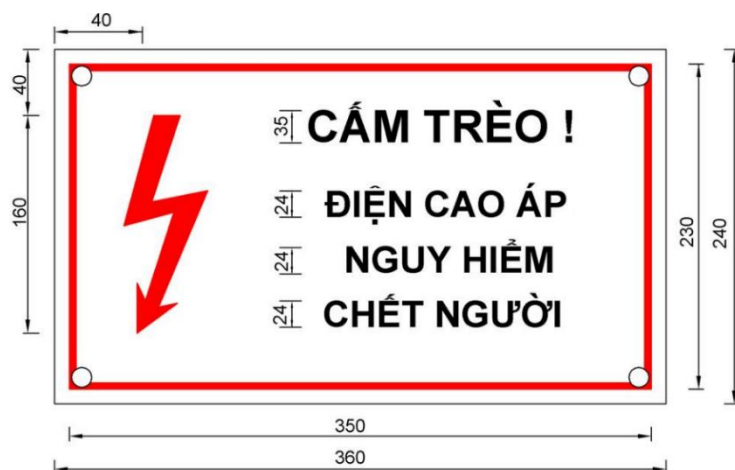 40
40
35 CẤM TRÈO !
160
24 ĐIỆN CAO ÁP
230
240
24 NGUY HIỂM
24 CHẾT NGƯỜI
350
360